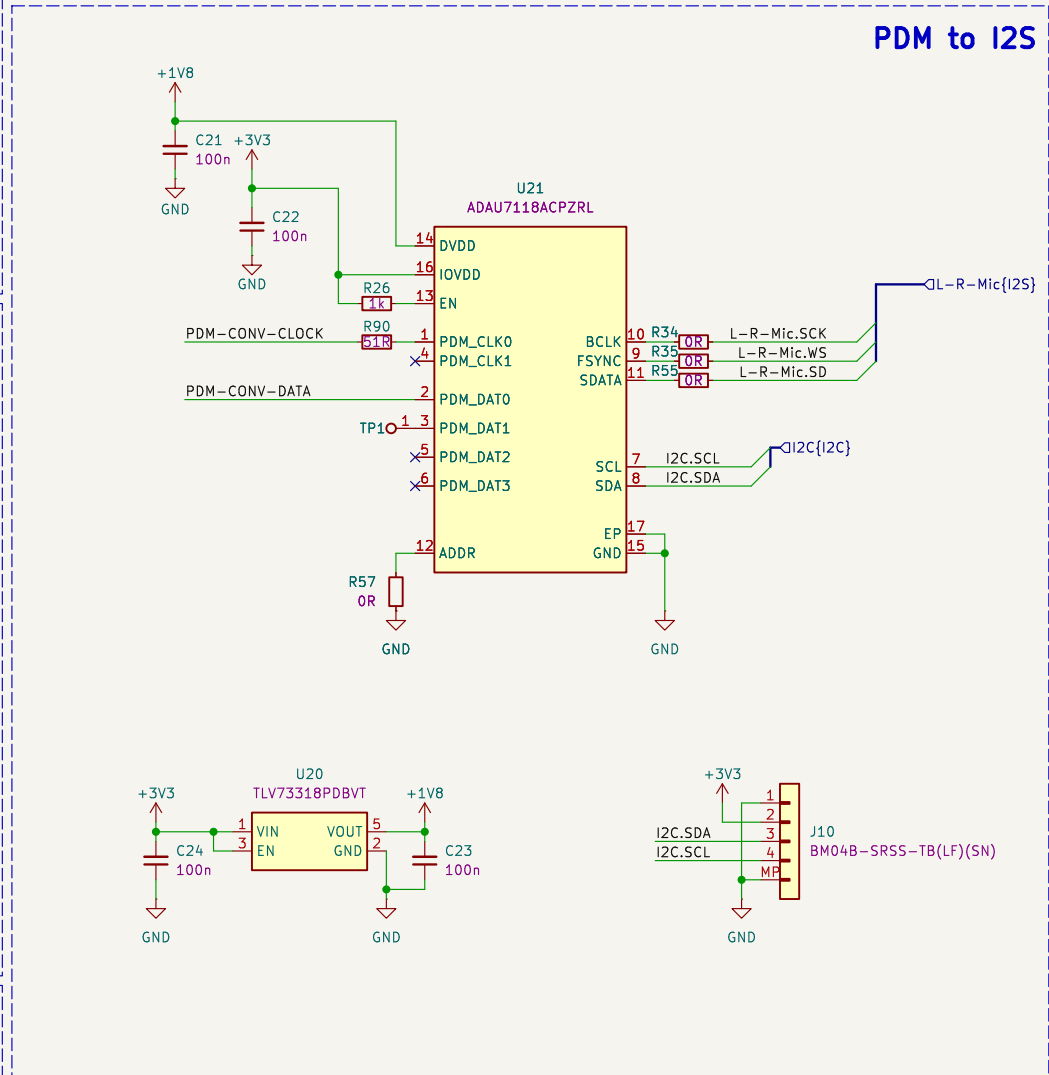 PDM to I2S
+1V8
C21
100n
GND
+3V3
C22
100n
GND
U21
ADAU7118ACPZRL
14 DVDD
16 IOVDD
R26
1k
13 EN
PDM-CONV-CLOCK
R90
51R
1 PDM_CLK0
4 PDM_CLK1
PDM-CONV-DATA
2 PDM_DAT0
TP1 1 3 PDM_DAT1
5 PDM_DAT2
6 PDM_DAT3
12 ADDR
R57
0R
GND
BCLK 10 R34 0R L-R-Mic.SCK
FSYNC 9 R35 0R L-R-Mic.WS
SDATA 11 R55 0R L-R-Mic.SD
L-R-Mic{I2S}
SCL 7 I2C.SCL
SDA 8 I2C.SDA
I2C{I2C}
EP 17
GND 15
GND
U20
TLV73318PDBVT
+3V3
+1V8
1 VIN
VOUT 5
3 EN
GND 2
C24
100n
C23
100n
GND
GND
+3V3
1
2
I2C.SDA 3
I2C.SCL 4
MP
J10
BM04B-SRSS-TB(LF)(SN)
GND